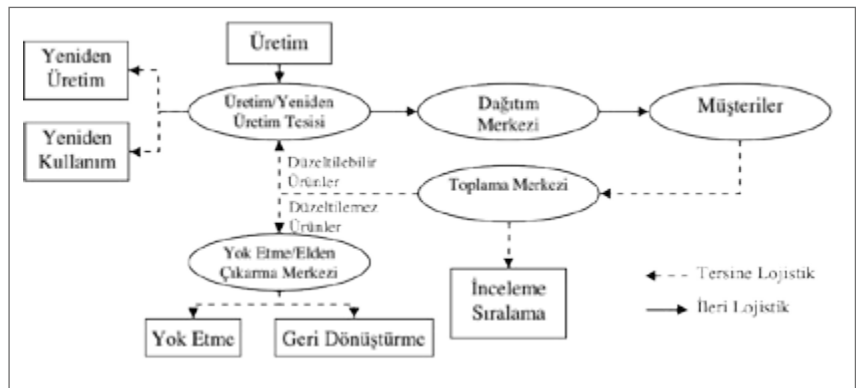 Üretim
Yeniden
Üretim
Üretim/Yeniden
Üretim Tesisi
Dağıtım
Merkezi
Müşteriler
Yeniden
Kullanım
Düzeltilebilir
Ürünler
Toplama Merkezi
Düzeltilemez
Ürünler
Yok Etme/Elden
Çıkarma Merkezi
İnceleme
Sıralama
Tersine Lojistik
İleri Lojistik
Yok Etme
Geri Dönüştürme